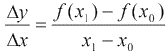 Δy/Δx = (f(x₁) − f(x₀))/(x₁ − x₀)